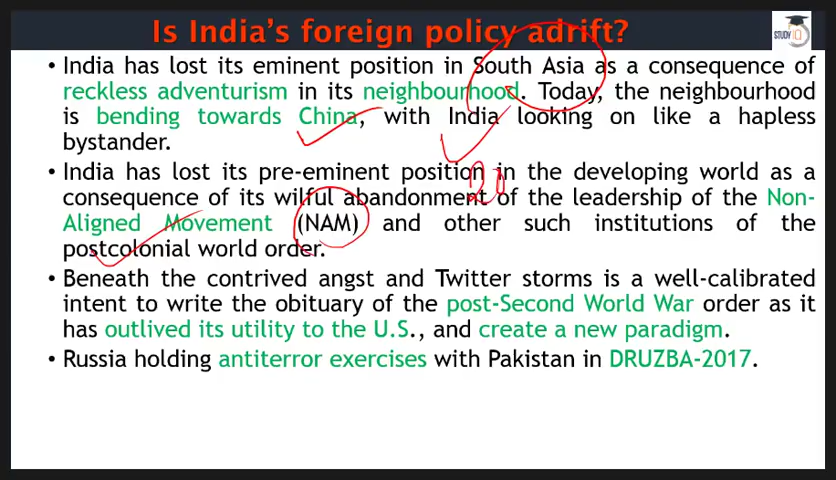 Is India's foreign policy adrift?
STUDY IQ
• India has lost its eminent position in South Asia as a consequence of
reckless adventurism in its neighbourhood. Today, the neighbourhood
is bending towards China, with India looking on like a hapless
bystander.
• India has lost its pre-eminent position in the developing world as a
20
consequence of its wilful abandonment of the leadership of the Non-
Aligned Movement (NAM) and other such institutions of the
postcolonial world order.
• Beneath the contrived angst and Twitter storms is a well-calibrated
intent to write the obituary of the post-Second World War order as it
has outlived its utility to the U.S., and create a new paradigm.
• Russia holding antiterror exercises with Pakistan in DRUZBA-2017.